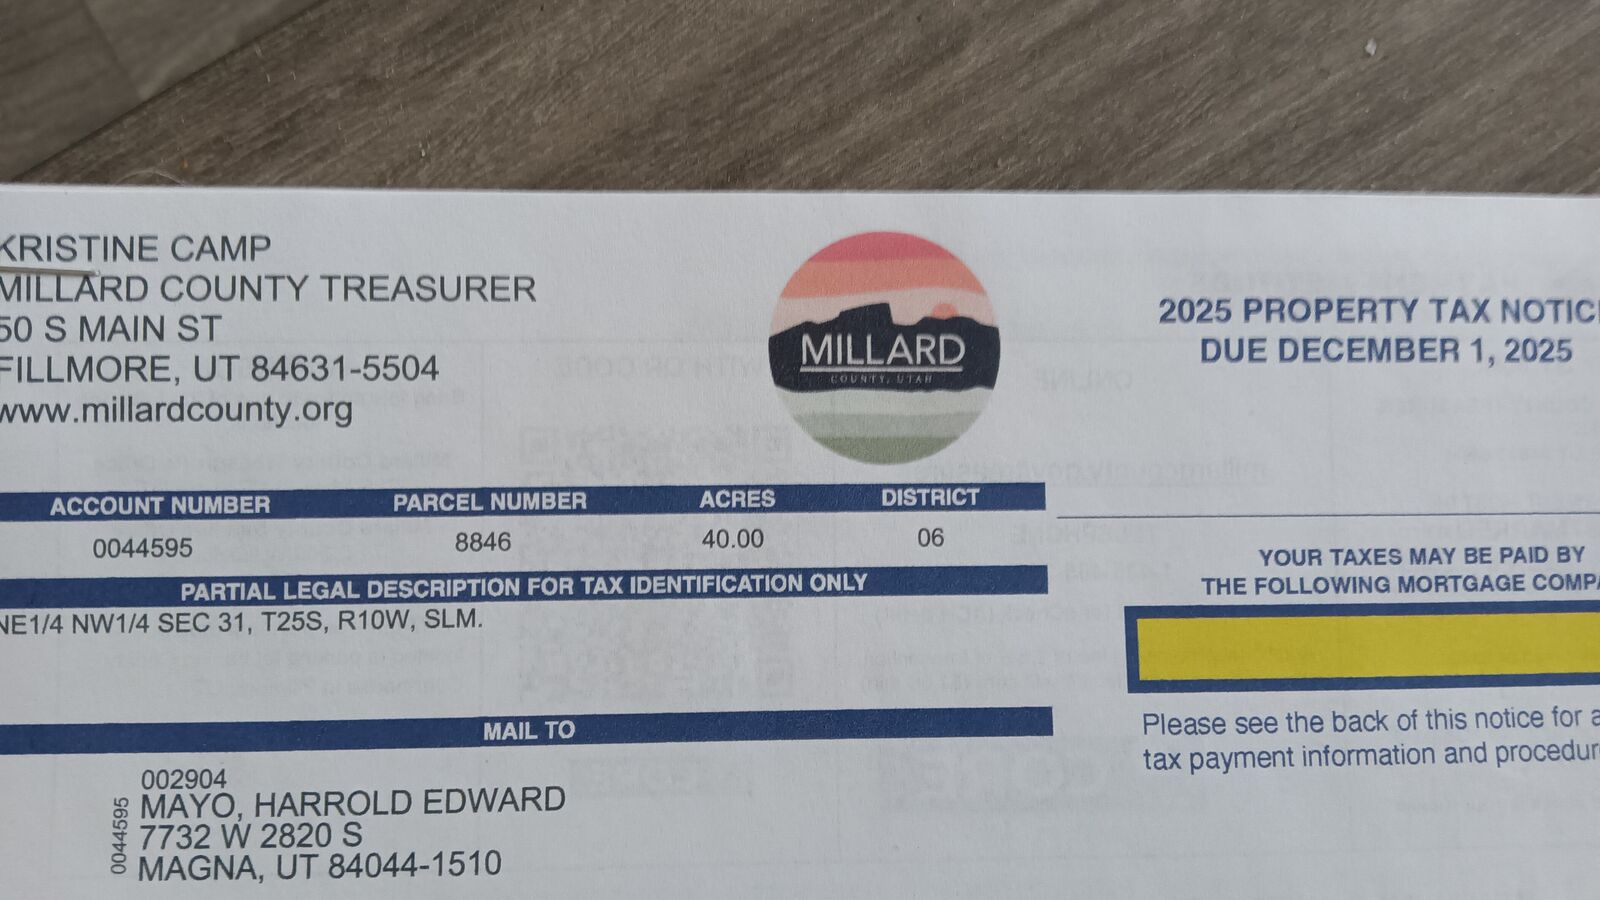 KRISTINE CAMP
MILLARD COUNTY TREASURER
50 S MAIN ST
FILLMORE, UT 84631-5504
www.millardcounty.org
MILLARD
COUNTY, UTAH
2025 PROPERTY TAX NOTIC
DUE DECEMBER 1, 2025
ACCOUNT NUMBER PARCEL NUMBER ACRES DISTRICT
0044595 8846 40.00 06
PARTIAL LEGAL DESCRIPTION FOR TAX IDENTIFICATION ONLY
NE1/4 NW1/4 SEC 31, T25S, R10W, SLM.
YOUR TAXES MAY BE PAID BY
THE FOLLOWING MORTGAGE COMPA
Please see the back of this notice for a
tax payment information and procedur
MAIL TO
002904
MAYO, HARROLD EDWARD
7732 W 2820 S
MAGNA, UT 84044-1510
0044595